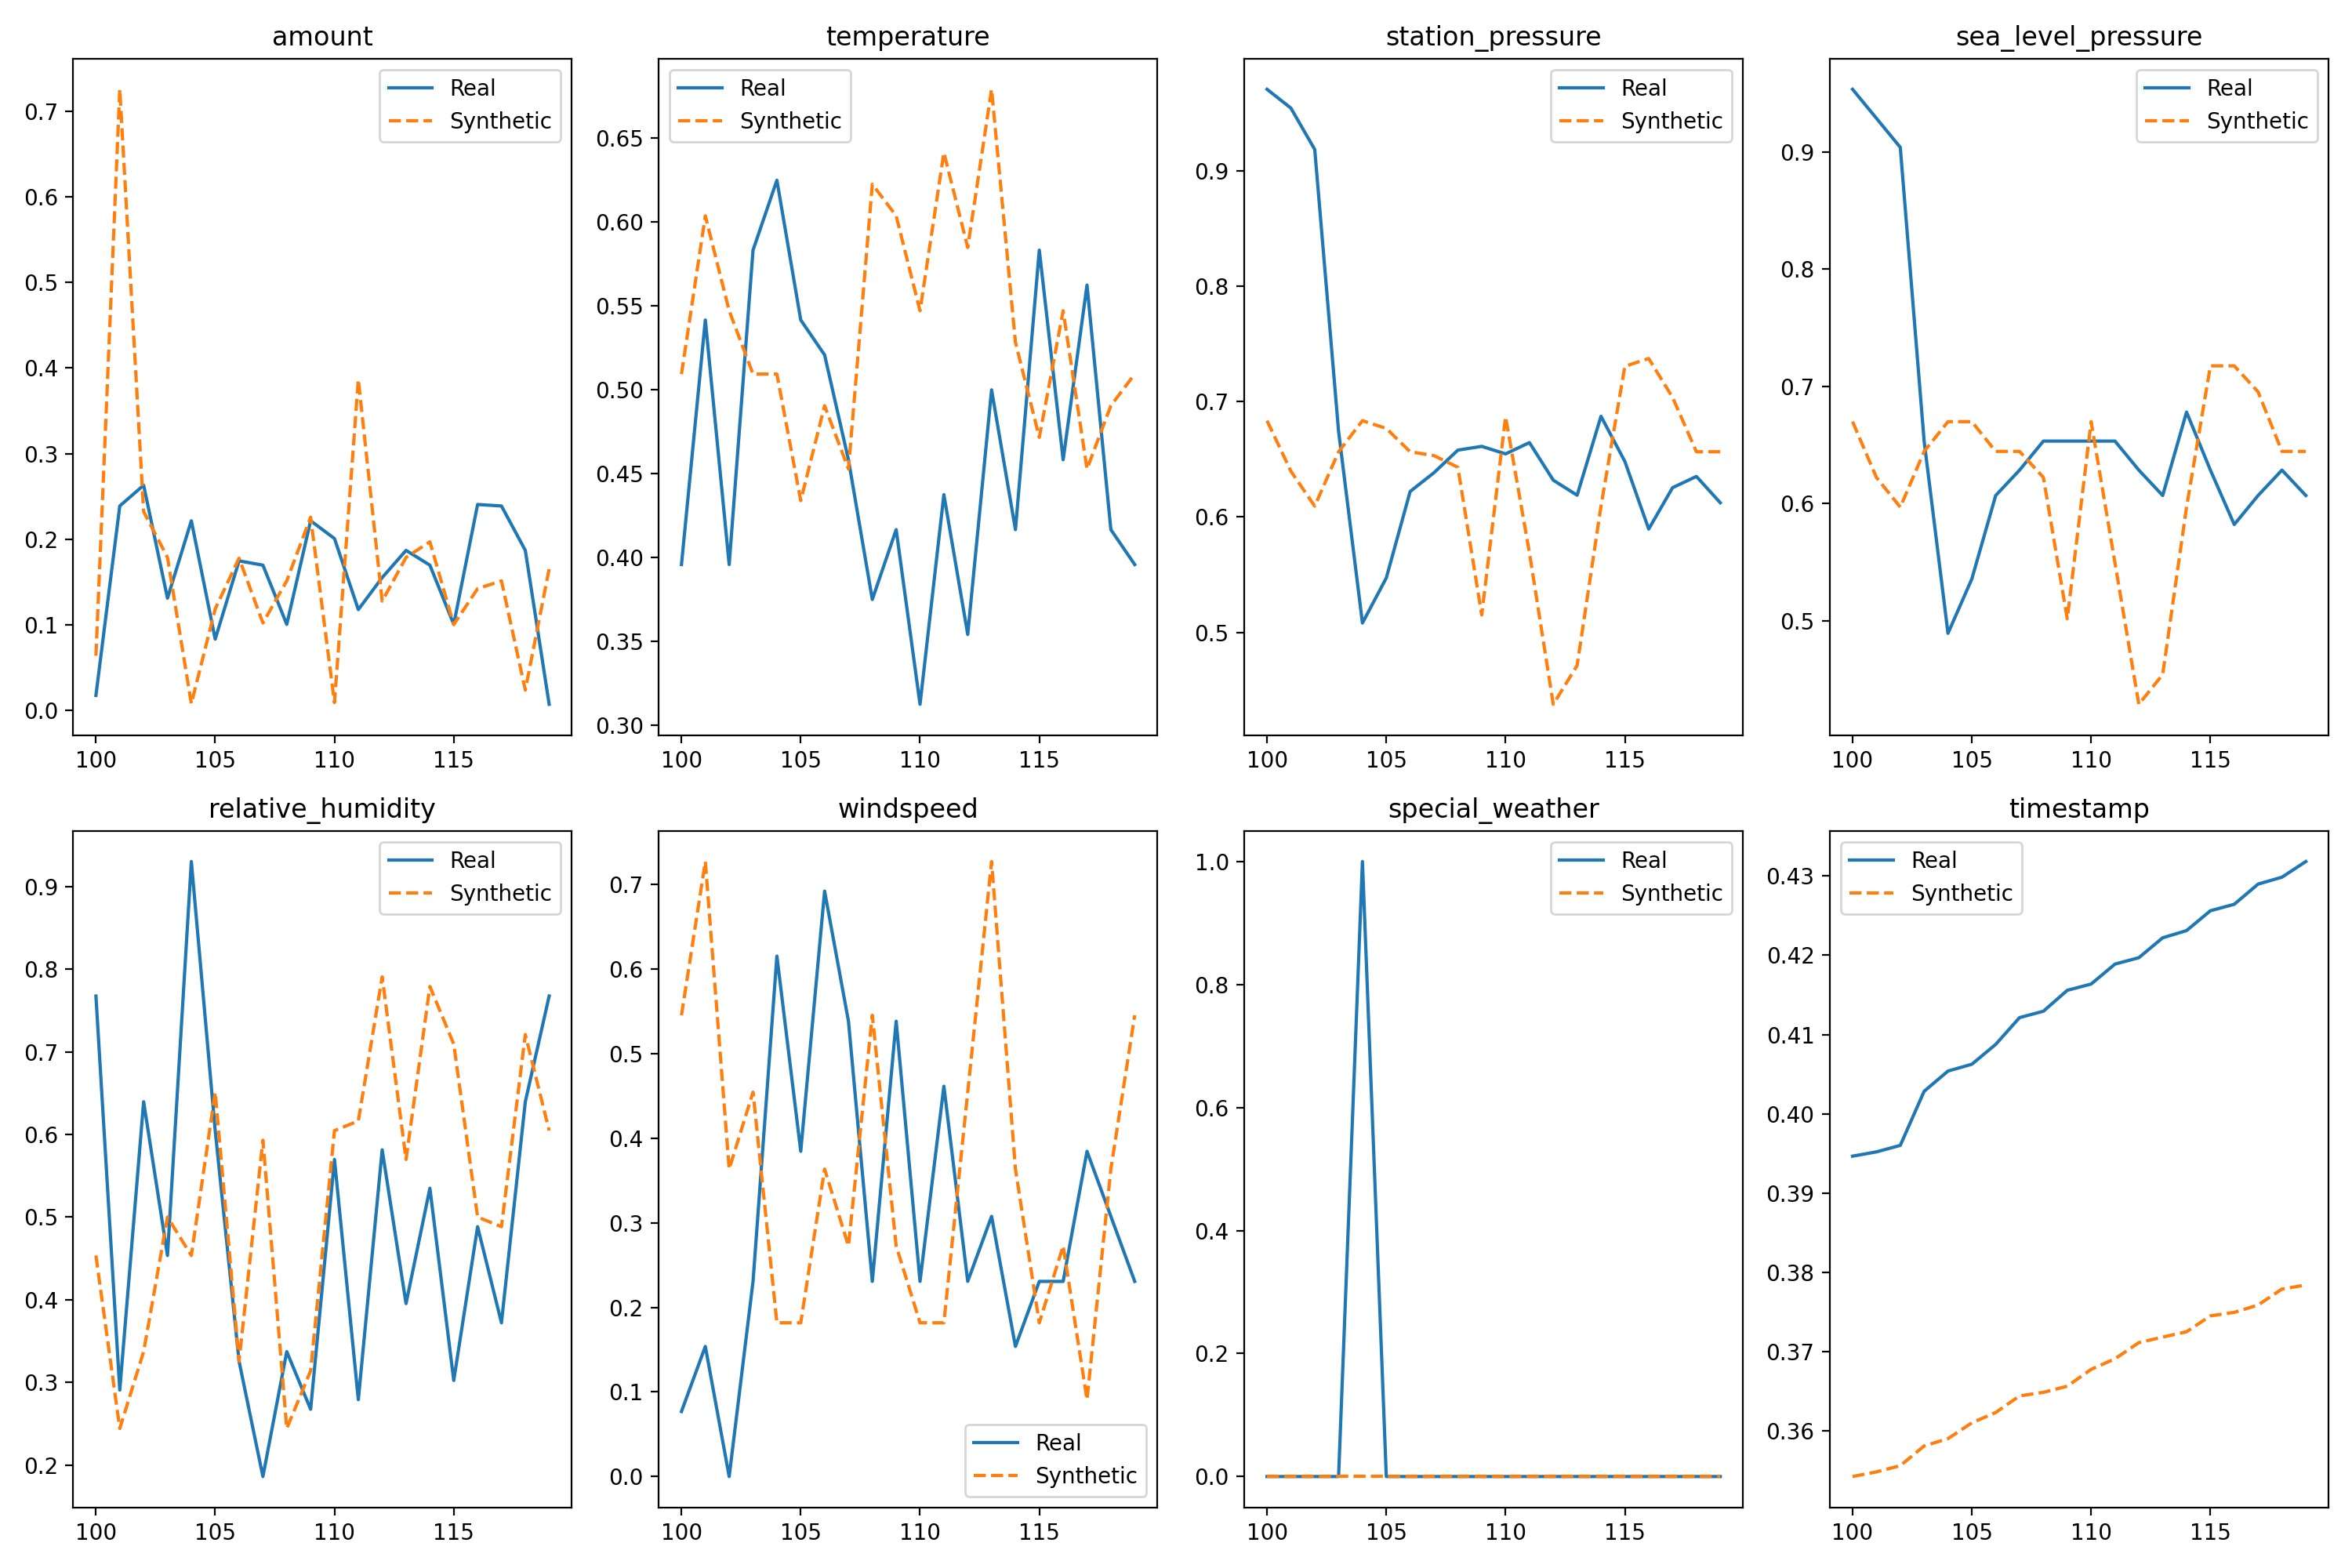 amount
Real
Synthetic
0.7
0.6
0.5
0.4
0.3
0.2
0.1
0.0
100 105 110 115
temperature
Real
Synthetic
0.65
0.60
0.55
0.50
0.45
0.40
0.35
0.30
100 105 110 115
station_pressure
Real
Synthetic
0.9
0.8
0.7
0.6
0.5
100 105 110 115
sea_level_pressure
Real
Synthetic
0.9
0.8
0.7
0.6
0.5
100 105 110 115
relative_humidity
Real
Synthetic
0.9
0.8
0.7
0.6
0.5
0.4
0.3
0.2
100 105 110 115
windspeed
0.7
0.6
0.5
0.4
0.3
0.2
0.1
0.0
Real
Synthetic
100 105 110 115
special_weather
Real
Synthetic
1.0
0.8
0.6
0.4
0.2
0.0
100 105 110 115
timestamp
Real
Synthetic
0.43
0.42
0.41
0.40
0.39
0.38
0.37
0.36
100 105 110 115